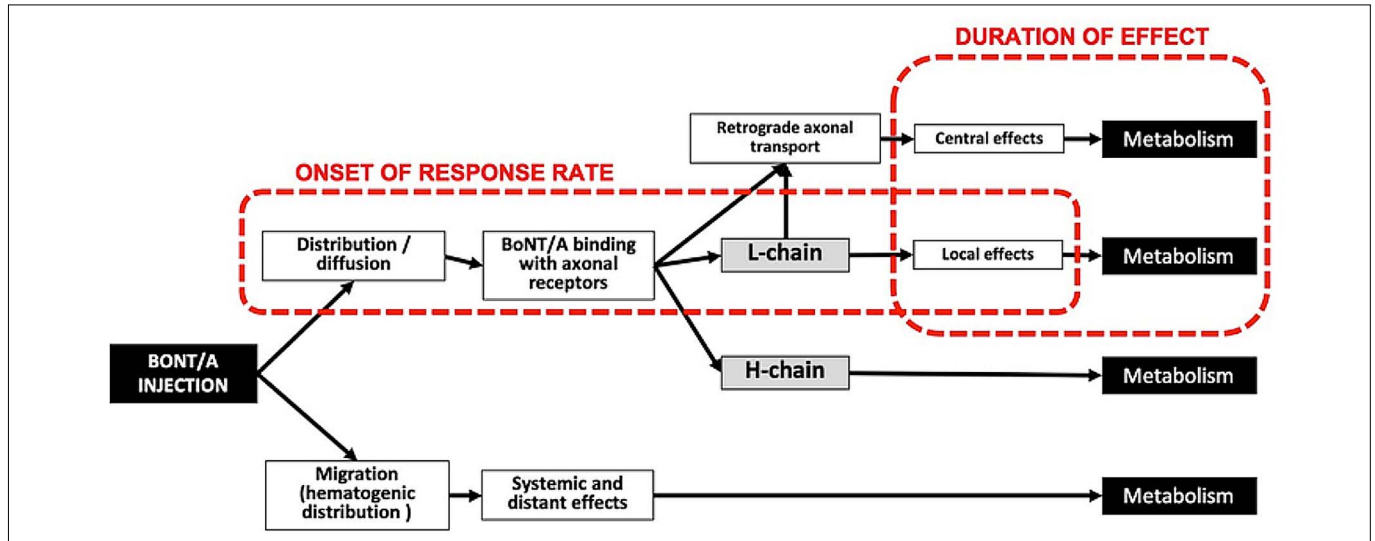 DURATION OF EFFECT
Retrograde axonal
transport
Central effects
Metabolism
ONSET OF RESPONSE RATE
Distribution /
diffusion
BoNT/A binding
with axonal
receptors
L-chain
Local effects
Metabolism
BONT/A
INJECTION
H-chain
Metabolism
Migration
(hematogenic
distribution )
Systemic and
distant effects
Metabolism